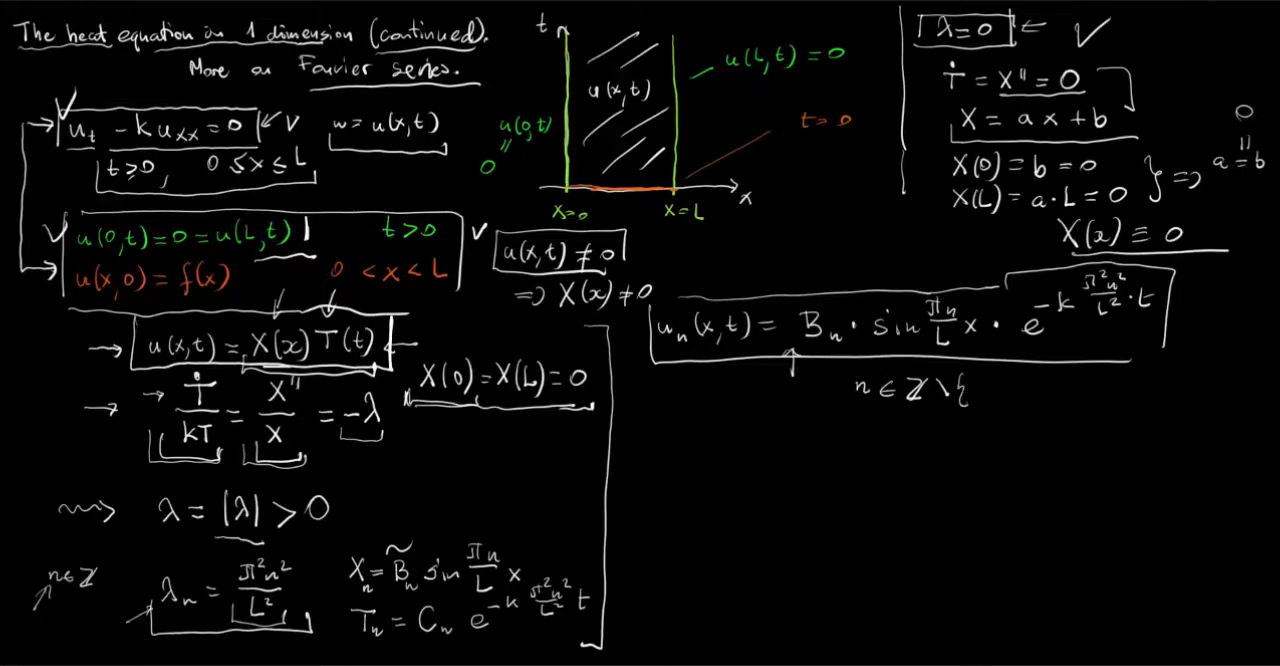 The heat equation in 1 dimension (continued).
More on Fourier series.
u_t - k u_xx = 0
w = u(x,t)
t ≥ 0, 0 ≤ x ≤ L
u(0,t) = 0 = u(L,t) t > 0
u(x,0) = f(x) 0 < x < L
u(x,t) = X(x) T(t)
Ṫ/kT = X''/X = -λ
X(0) = X(L) = 0
λ = |λ| > 0
n ∈ ℤ
λ_n = π²n²/L²
X_n = B̃_n sin πn/L x
T_n = C_n e^{-k π²n²/L² t}
t
u(x,t)
u(0,t)
=
0
u(L,t) = 0
t = 0
x
x=0
x=L
u(x,t) ≠ 0
⇒ X(x) ≠ 0
λ = 0
Ṫ = X'' = 0
X = ax + b
X(0) = b = 0
X(L) = a·L = 0
} ⇒
0
=
a = b
X(x) ≡ 0
u_n(x,t) = B_n · sin πn/L x · e^{-k π²n²/L² · t}
n ∈ ℤ \ {